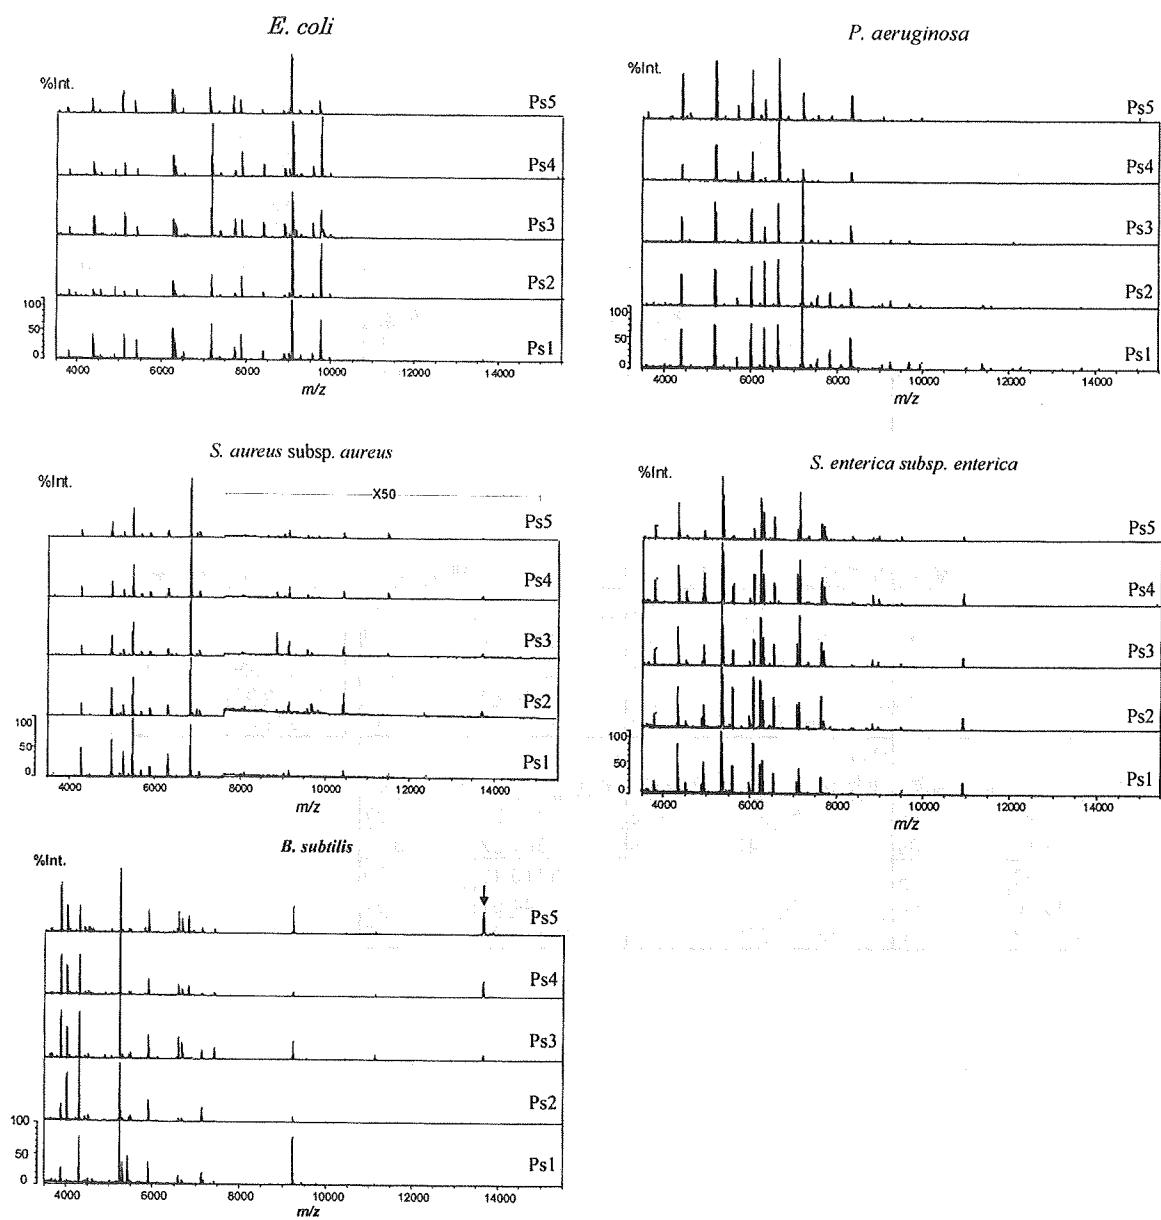 E. coli
%Int.
Ps5
Ps4
Ps3
Ps2
100
50
0
Ps1
4000 6000 8000 10000 12000 14000
m/z
P. aeruginosa
%Int.
Ps5
Ps4
Ps3
Ps2
100
50
0
Ps1
4000 6000 8000 10000 12000 14000
m/z
S. aureus subsp. aureus
%Int.
X50
Ps5
Ps4
Ps3
Ps2
100
50
0
Ps1
4000 6000 8000 10000 12000 14000
m/z
S. enterica subsp. enterica
%Int.
Ps5
Ps4
Ps3
Ps2
100
50
0
Ps1
4000 6000 8000 10000 12000 14000
m/z
B. subtilis
%Int.
Ps5
Ps4
Ps3
Ps2
100
50
0
Ps1
4000 6000 8000 10000 12000 14000
m/z